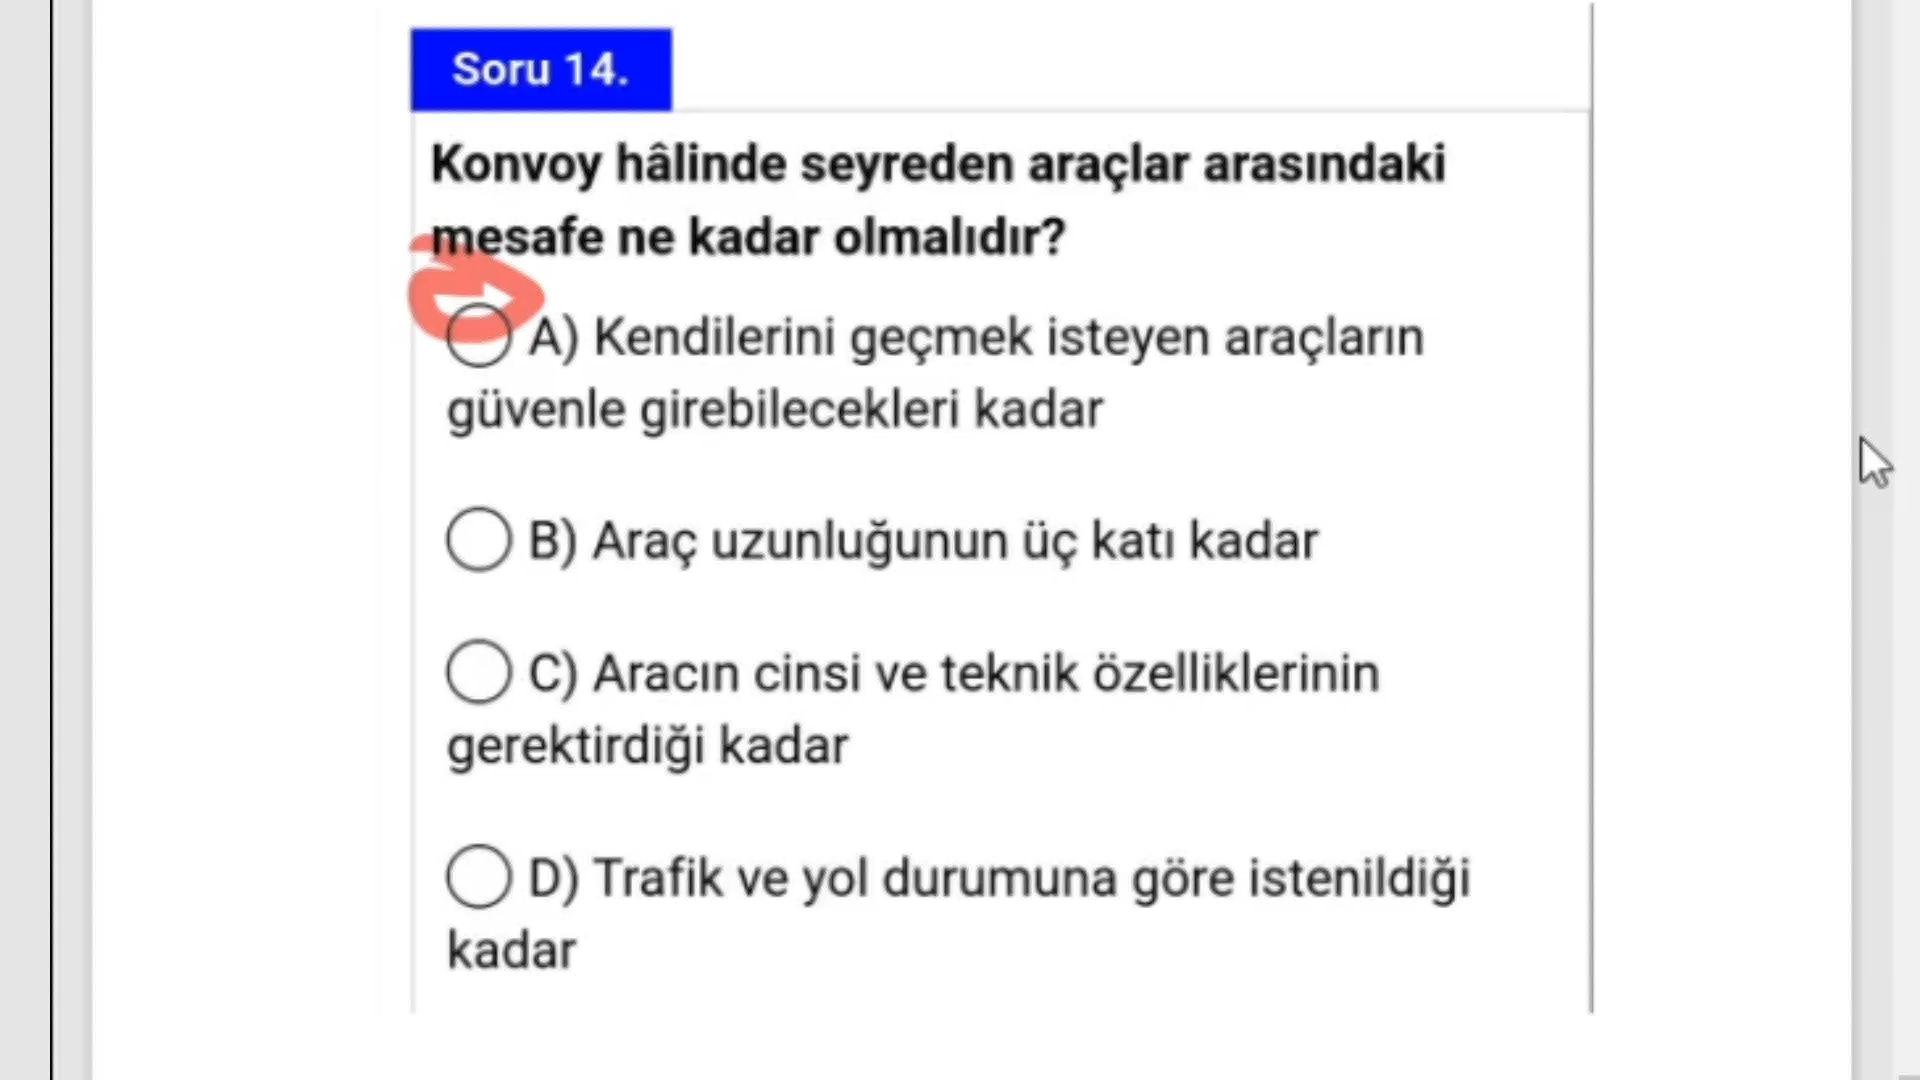 Soru 14.
Konvoy hâlinde seyreden araçlar arasındaki
mesafe ne kadar olmalıdır?
A) Kendilerini geçmek isteyen araçların
güvenle girebilecekleri kadar
B) Araç uzunluğunun üç katı kadar
C) Aracın cinsi ve teknik özelliklerinin
gerektirdiği kadar
D) Trafik ve yol durumuna göre istenildiği
kadar